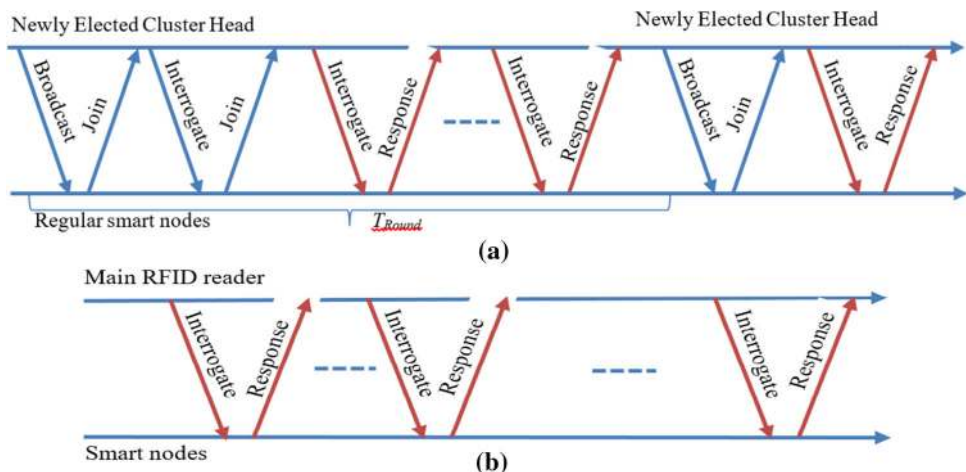 Newly Elected Cluster Head
Newly Elected Cluster Head
Broadcast
Join
Interrogate
Join
Interrogate
Response
Interrogate
Response
Broadcast
Join
Interrogate
Response
Regular smart nodes
TRound
(a)
Main RFID reader
Interrogate
Response
Interrogate
Response
Interrogate
Response
Smart nodes
(b)